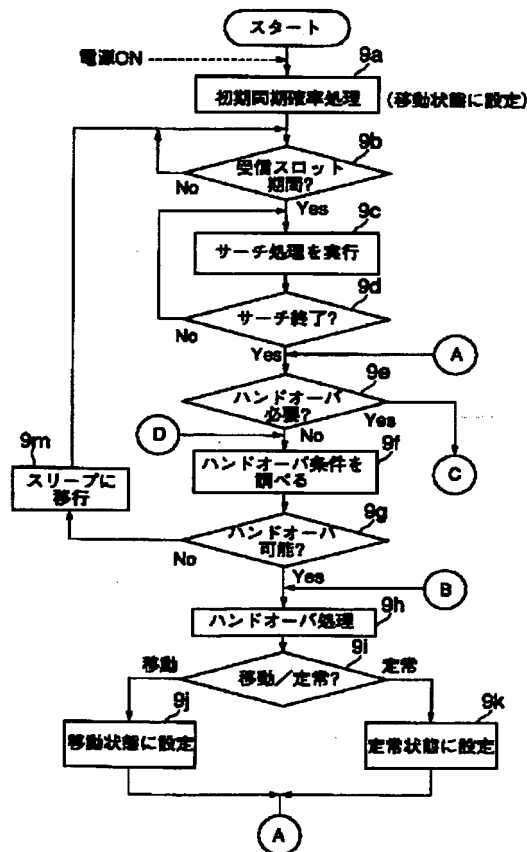 スタート
電源ON
9a
初期同期確率処理
(移動状態に設定)
9b
受信スロット
期間?
No
Yes
9c
サーチ処理を実行
9d
サーチ終了?
No
Yes
A
9e
ハンドオーバ
必要?
Yes
No
D
9f
ハンドオーバ条件を
調べる
C
9m
スリープに
移行
9g
ハンドオーバ
可能?
No
Yes
B
ハンドオーバ処理
9h
9i
移動
移動／定常?
定常
9j
移動状態に設定
9k
定常状態に設定
A